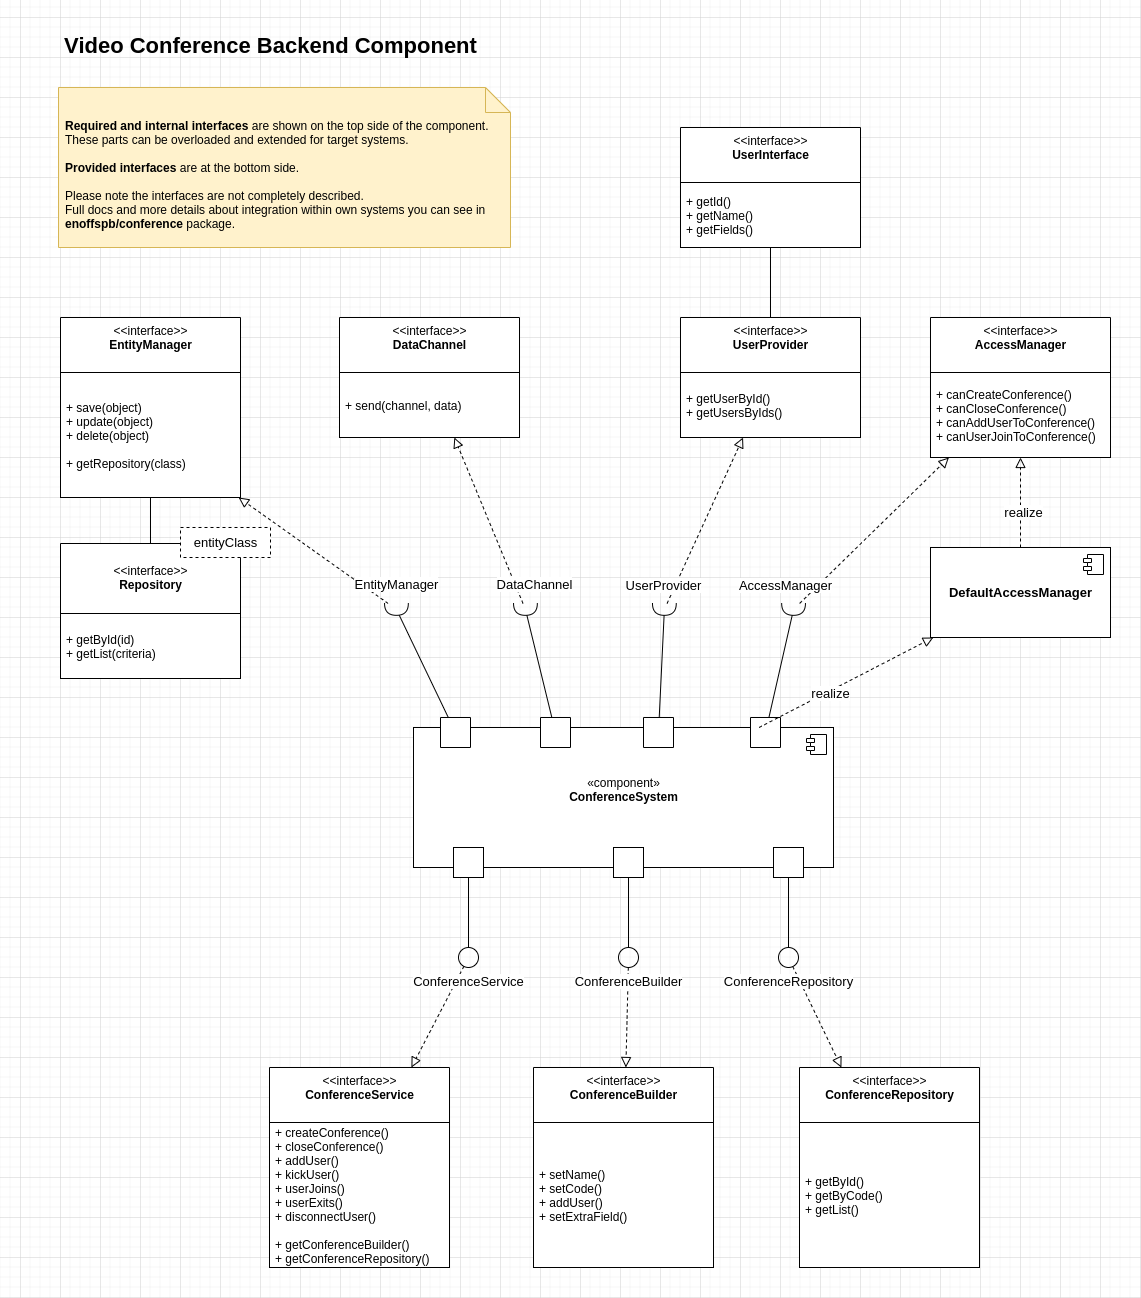 Video Conference Backend Component
Required and internal interfaces are shown on the top side of the component.
These parts can be overloaded and extended for target systems.
Provided interfaces are at the bottom side.
Please note the interfaces are not completely described.
Full docs and more details about integration within own systems you can see in
enoffspb/conference package.
<<interface>>
UserInterface
+ getId()
+ getName()
+ getFields()
<<interface>>
EntityManager
+ save(object)
+ update(object)
+ delete(object)
+ getRepository(class)
<<interface>>
DataChannel
+ send(channel, data)
<<interface>>
UserProvider
+ getUserById()
+ getUsersByIds()
<<interface>>
AccessManager
+ canCreateConference()
+ canCloseConference()
+ canAddUserToConference()
+ canUserJoinToConference()
realize
entityClass
<<interface>>
Repository
+ getById(id)
+ getList(criteria)
EntityManager
DataChannel
UserProvider
AccessManager
DefaultAccessManager
realize
«component»
ConferenceSystem
ConferenceService
ConferenceBuilder
ConferenceRepository
<<interface>>
ConferenceService
+ createConference()
+ closeConference()
+ addUser()
+ kickUser()
+ userJoins()
+ userExits()
+ disconnectUser()
+ getConferenceBuilder()
+ getConferenceRepository()
<<interface>>
ConferenceBuilder
+ setName()
+ setCode()
+ addUser()
+ setExtraField()
<<interface>>
ConferenceRepository
+ getById()
+ getByCode()
+ getList()